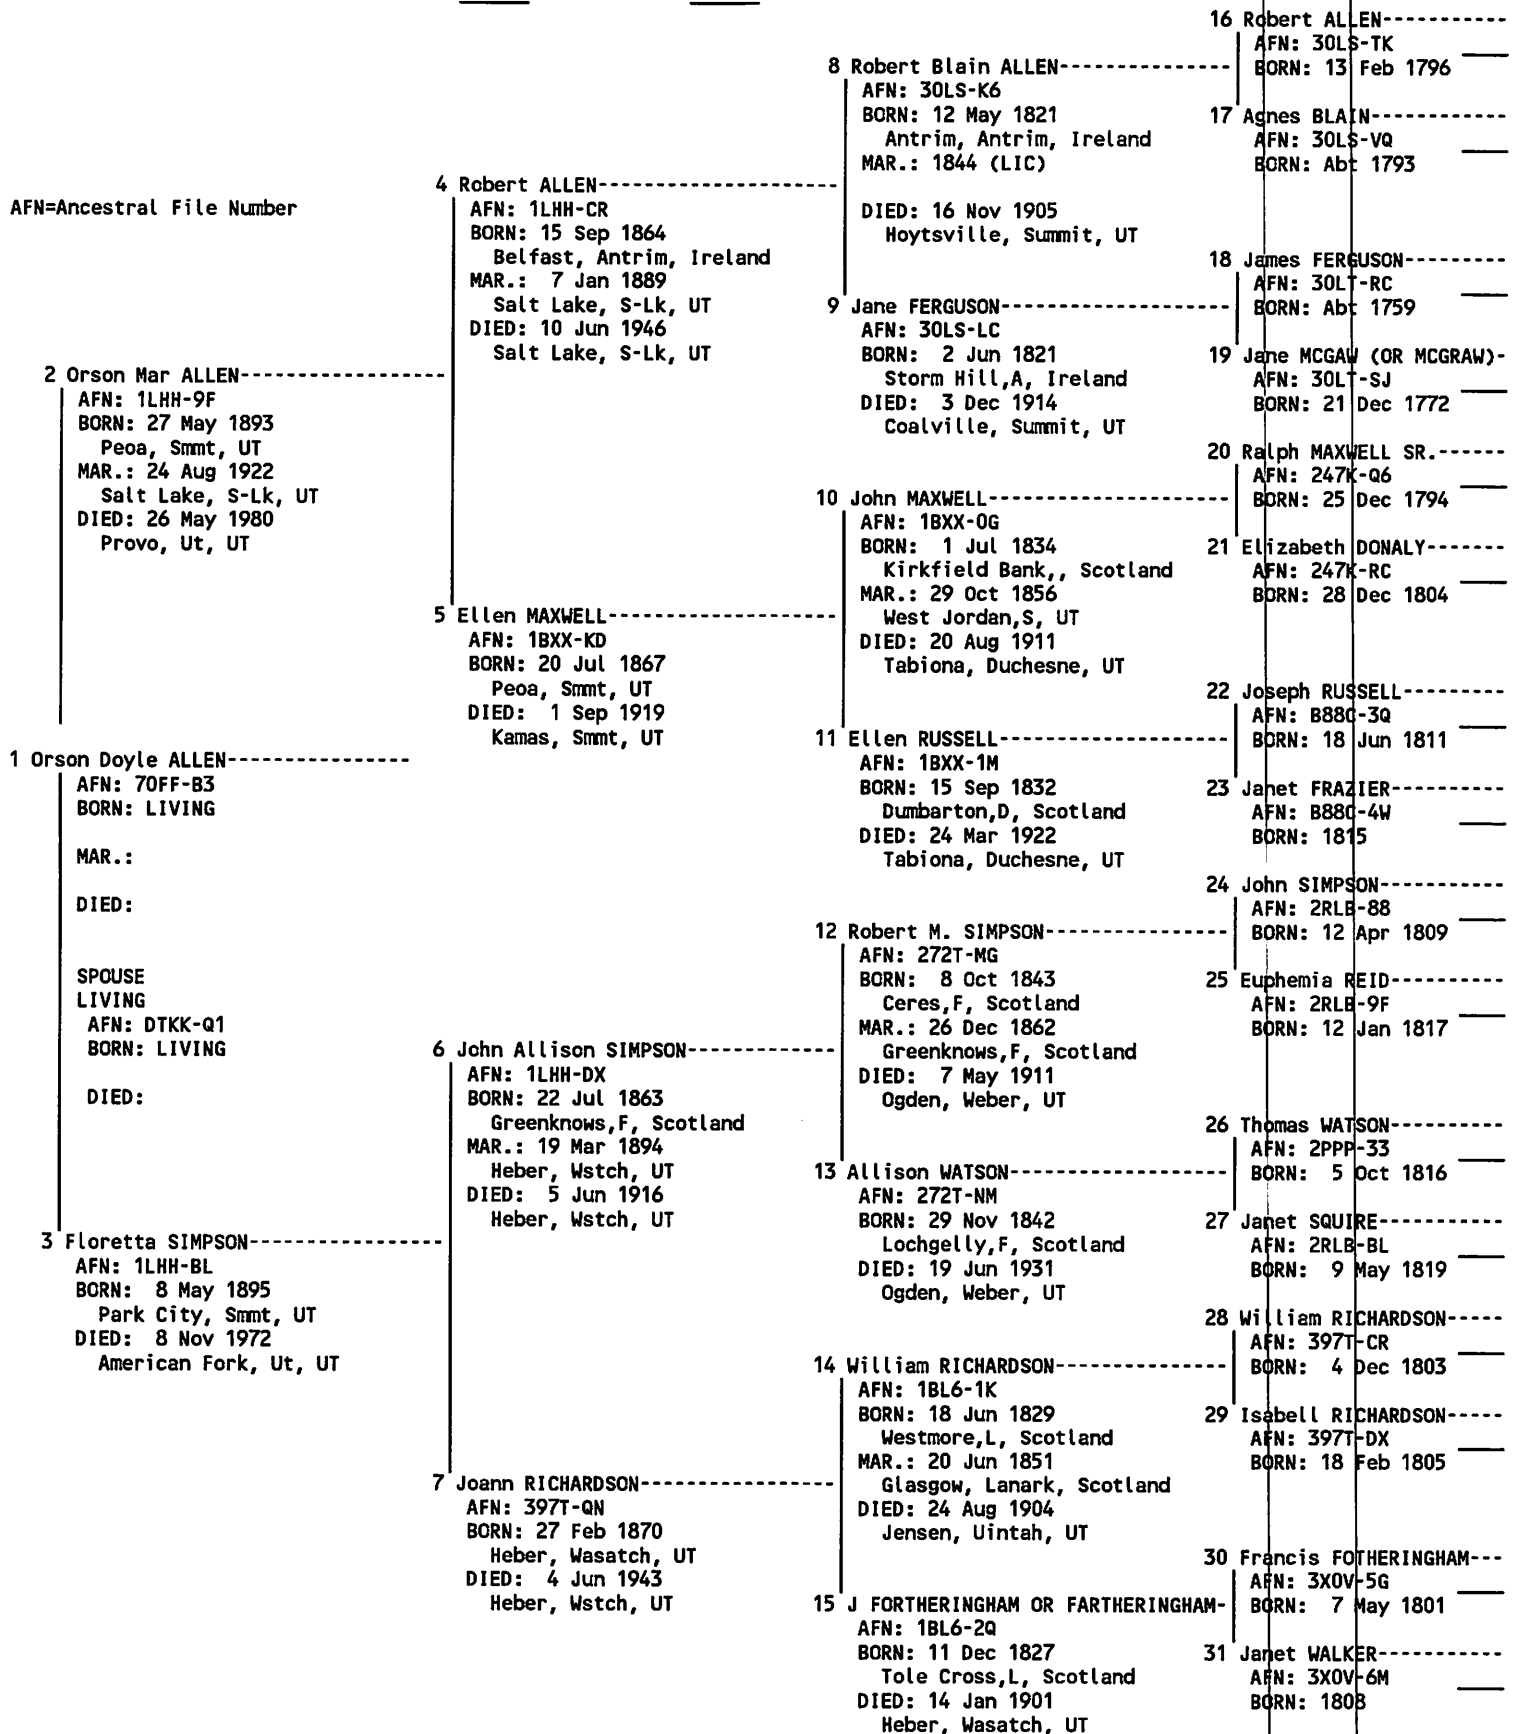 AFN=Ancestral File Number
1 Orson Doyle ALLEN---------------
AFN: 70FF-B3
BORN: LIVING
MAR.:
DIED:
SPOUSE
LIVING
AFN: DTKK-Q1
BORN: LIVING
DIED:
2 Orson Mar ALLEN-----------------
AFN: 1LHH-9F
BORN: 27 May 1893
Peoa, Smmt, UT
MAR.: 24 Aug 1922
Salt Lake, S-Lk, UT
DIED: 26 May 1980
Provo, Ut, UT
3 Floretta SIMPSON----------------
AFN: 1LHH-BL
BORN: 8 May 1895
Park City, Smmt, UT
DIED: 8 Nov 1972
American Fork, Ut, UT
4 Robert ALLEN--------------------
AFN: 1LHH-CR
BORN: 15 Sep 1864
Belfast, Antrim, Ireland
MAR.: 7 Jan 1889
Salt Lake, S-Lk, UT
DIED: 10 Jun 1946
Salt Lake, S-Lk, UT
5 Ellen MAXWELL-------------------
AFN: 1BXX-KD
BORN: 20 Jul 1867
Peoa, Smmt, UT
DIED: 1 Sep 1919
Kamas, Smmt, UT
6 John Allison SIMPSON------------
AFN: 1LHH-DX
BORN: 22 Jul 1863
Greenknows,F, Scotland
MAR.: 19 Mar 1894
Heber, Wstch, UT
DIED: 5 Jun 1916
Heber, Wstch, UT
7 Joann RICHARDSON----------------
AFN: 397T-QN
BORN: 27 Feb 1870
Heber, Wasatch, UT
DIED: 4 Jun 1943
Heber, Wstch, UT
8 Robert Blain ALLEN--------------
AFN: 30LS-K6
BORN: 12 May 1821
Antrim, Antrim, Ireland
MAR.: 1844 (LIC)
DIED: 16 Nov 1905
Hoytsville, Summit, UT
9 Jane FERGUSON-------------------
AFN: 30LS-LC
BORN: 2 Jun 1821
Storm Hill,A, Ireland
DIED: 3 Dec 1914
Coalville, Summit, UT
10 John MAXWELL--------------------
AFN: 1BXX-0G
BORN: 1 Jul 1834
Kirkfield Bank,, Scotland
MAR.: 29 Oct 1856
West Jordan,S, UT
DIED: 20 Aug 1911
Tabiona, Duchesne, UT
11 Ellen RUSSELL-------------------
AFN: 1BXX-1M
BORN: 15 Sep 1832
Dumbarton,D, Scotland
DIED: 24 Mar 1922
Tabiona, Duchesne, UT
12 Robert M. SIMPSON---------------
AFN: 272T-MG
BORN: 8 Oct 1843
Ceres,F, Scotland
MAR.: 26 Dec 1862
Greenknows,F, Scotland
DIED: 7 May 1911
Ogden, Weber, UT
13 Allison WATSON------------------
AFN: 272T-NM
BORN: 29 Nov 1842
Lochgelly,F, Scotland
DIED: 19 Jun 1931
Ogden, Weber, UT
14 William RICHARDSON--------------
AFN: 1BL6-1K
BORN: 18 Jun 1829
Westmore,L, Scotland
MAR.: 20 Jun 1851
Glasgow, Lanark, Scotland
DIED: 24 Aug 1904
Jensen, Uintah, UT
15 J FORTHERINGHAM OR FARTHERINGHAM-
AFN: 1BL6-2Q
BORN: 11 Dec 1827
Tole Cross,L, Scotland
DIED: 14 Jan 1901
Heber, Wasatch, UT
16 Robert ALLEN-----------
AFN: 30LS-TK
BORN: 13 Feb 1796
17 Agnes BLAIN------------
AFN: 30LS-VQ
BORN: Abt 1793
18 James FERGUSON---------
AFN: 30LT-RC
BORN: Abt 1759
19 Jane MCGAW (OR MCGRAW)-
AFN: 30LT-SJ
BORN: 21 Dec 1772
20 Ralph MAXWELL SR.------
AFN: 247K-Q6
BORN: 25 Dec 1794
21 Elizabeth DONALY-------
AFN: 247K-RC
BORN: 28 Dec 1804
22 Joseph RUSSELL---------
AFN: B88C-3Q
BORN: 18 Jun 1811
23 Janet FRAZIER----------
AFN: B88C-4W
BORN: 1815
24 John SIMPSON-----------
AFN: 2RLB-88
BORN: 12 Apr 1809
25 Euphemia REID----------
AFN: 2RLB-9F
BORN: 12 Jan 1817
26 Thomas WATSON----------
AFN: 2PPP-33
BORN: 5 Oct 1816
27 Janet SQUIRE-----------
AFN: 2RLB-BL
BORN: 9 May 1819
28 William RICHARDSON-----
AFN: 397T-CR
BORN: 4 Dec 1803
29 Isabell RICHARDSON-----
AFN: 397T-DX
BORN: 18 Feb 1805
30 Francis FOTHERINGHAM---
AFN: 3X0V-5G
BORN: 7 May 1801
31 Janet WALKER-----------
AFN: 3X0V-6M
BORN: 1808